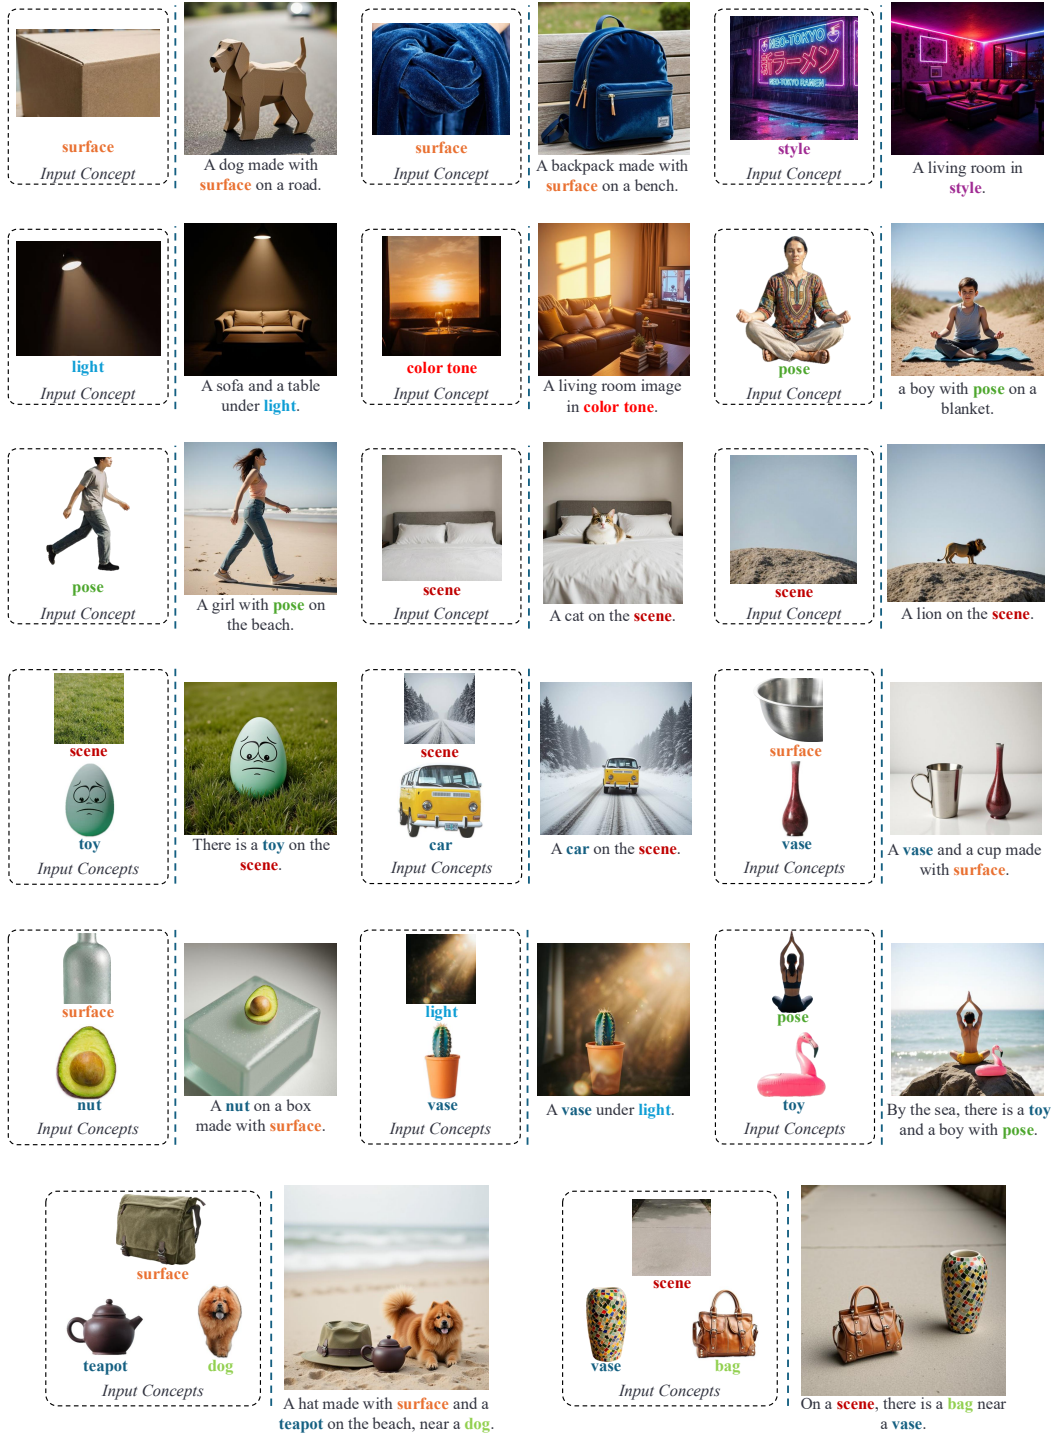 surface
Input Concept
A dog made with
surface on a road.
surface
Input Concept
A backpack made with
surface on a bench.
NEO-TOKYO
新ラーメン
NEO-TOKYO RAMEN
style
Input Concept
A living room in
style.
light
Input Concept
A sofa and a table
under light.
color tone
Input Concept
A living room image
in color tone.
pose
Input Concept
a boy with pose on a
blanket.
pose
Input Concept
A girl with pose on
the beach.
scene
Input Concept
A cat on the scene.
scene
Input Concept
A lion on the scene.
scene
toy
Input Concepts
There is a toy on the
scene.
scene
car
Input Concepts
A car on the scene.
surface
vase
Input Concepts
A vase and a cup made
with surface.
surface
nut
Input Concepts
A nut on a box
made with surface.
light
vase
Input Concepts
A vase under light.
pose
toy
Input Concepts
By the sea, there is a toy
and a boy with pose.
surface
teapot
dog
Input Concepts
A hat made with surface and a
teapot on the beach, near a dog.
scene
vase
bag
Input Concepts
On a scene, there is a bag near
a vase.